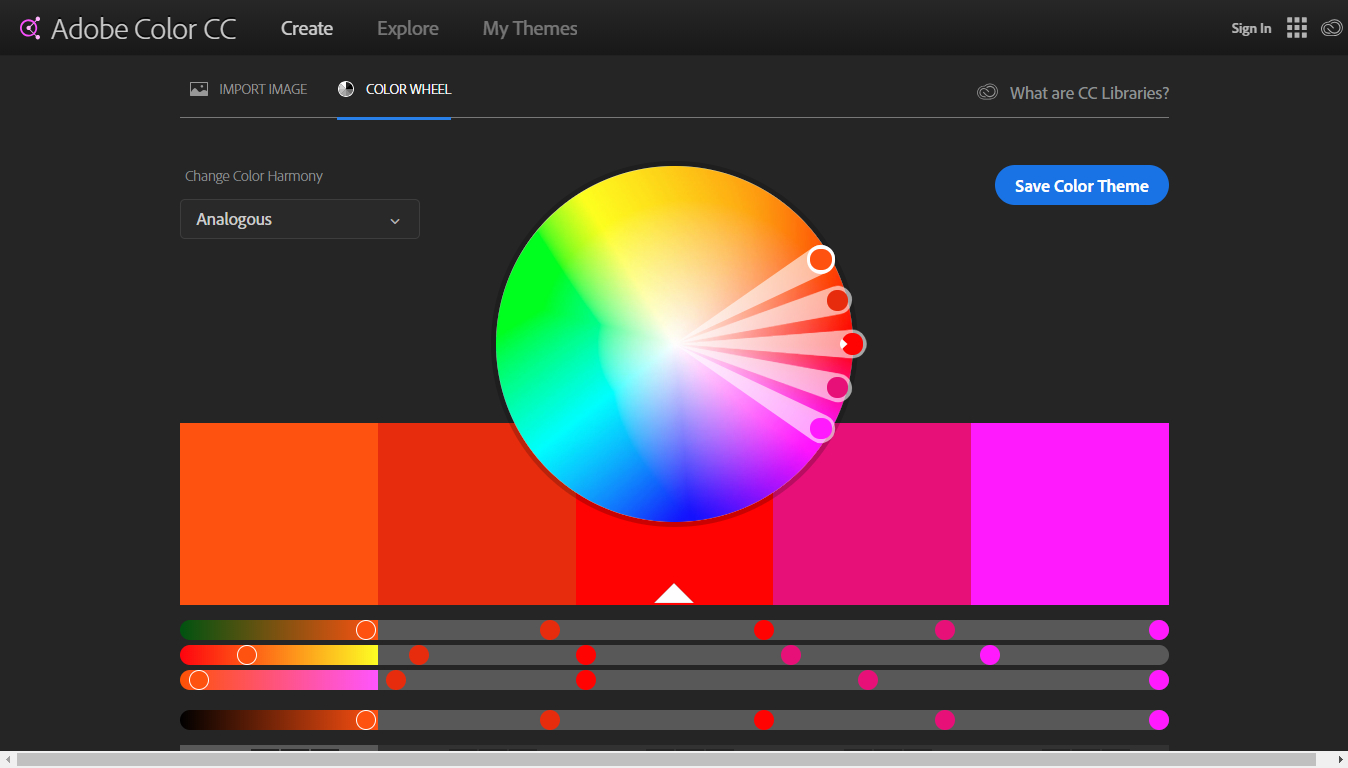 Adobe Color CC
Create
Explore
My Themes
Sign In
IMPORT IMAGE
COLOR WHEEL
What are CC Libraries?
Change Color Harmony
Save Color Theme
Analogous